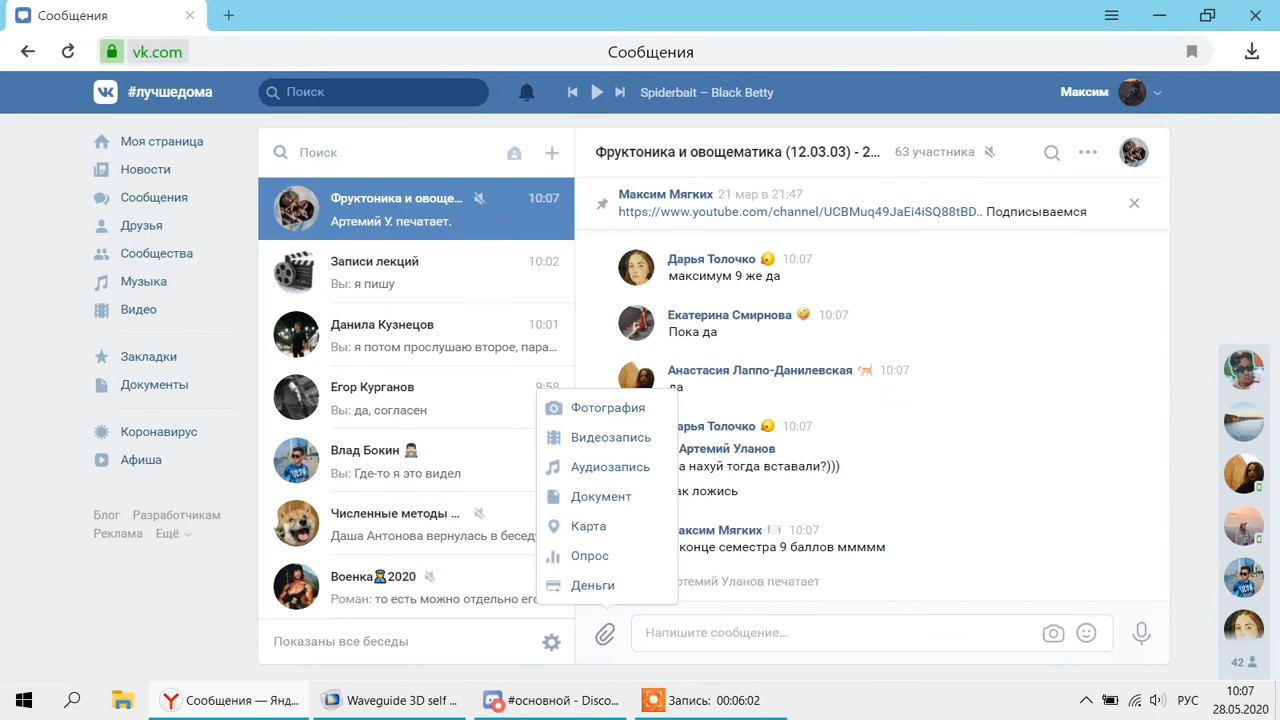 Сообщения
vk.com
Сообщения
#лучшедома
Поиск
Spiderbait – Black Betty
Максим
Моя страница
Новости
Сообщения
Друзья
Сообщества
Музыка
Видео
Закладки
Документы
Коронавирус
Афиша
Блог Разработчикам
Реклама Ещё
Поиск
Фруктоника и овоще... 10:07
Артемий У. печатает.
Записи лекций 10:02
Вы: я пишу
Данила Кузнецов 10:01
Вы: я потом прослушаю второе, пара...
Егор Курганов 9:58
Вы: да, согласен
Влад Бокин
Вы: Где-то я это видел
Численные методы ...
Даша Антонова вернулась в бесед
Военка 2020
Роман: то есть можно отдельно его
Показаны все беседы
Фруктоника и овощематика (12.03.03) - 2... 63 участника
Максим Мягких 21 мар в 21:47
https://www.youtube.com/channel/UCBMuq49JaEi4iSQ88tBD.. Подписываемся
Дарья Толочко 10:07
максимум 9 же да
Екатерина Смирнова 10:07
Пока да
Анастасия Лаппо-Данилевская 10:07
да
арья Толочко 10:07
Артемий Уланов
а нахуй тогда вставали?)))
ак ложись
аксим Мягких 10:07
конце семестра 9 баллов ммммм
ртемий Уланов печатает
Фотография
Видеозапись
Аудиозапись
Документ
Карта
Опрос
Деньги
Напишите сообщение...
42
Сообщения — Янд...
Waveguide 3D self ...
#основной - Disco...
Запись: 00:06:02
РУС
10:07
28.05.2020